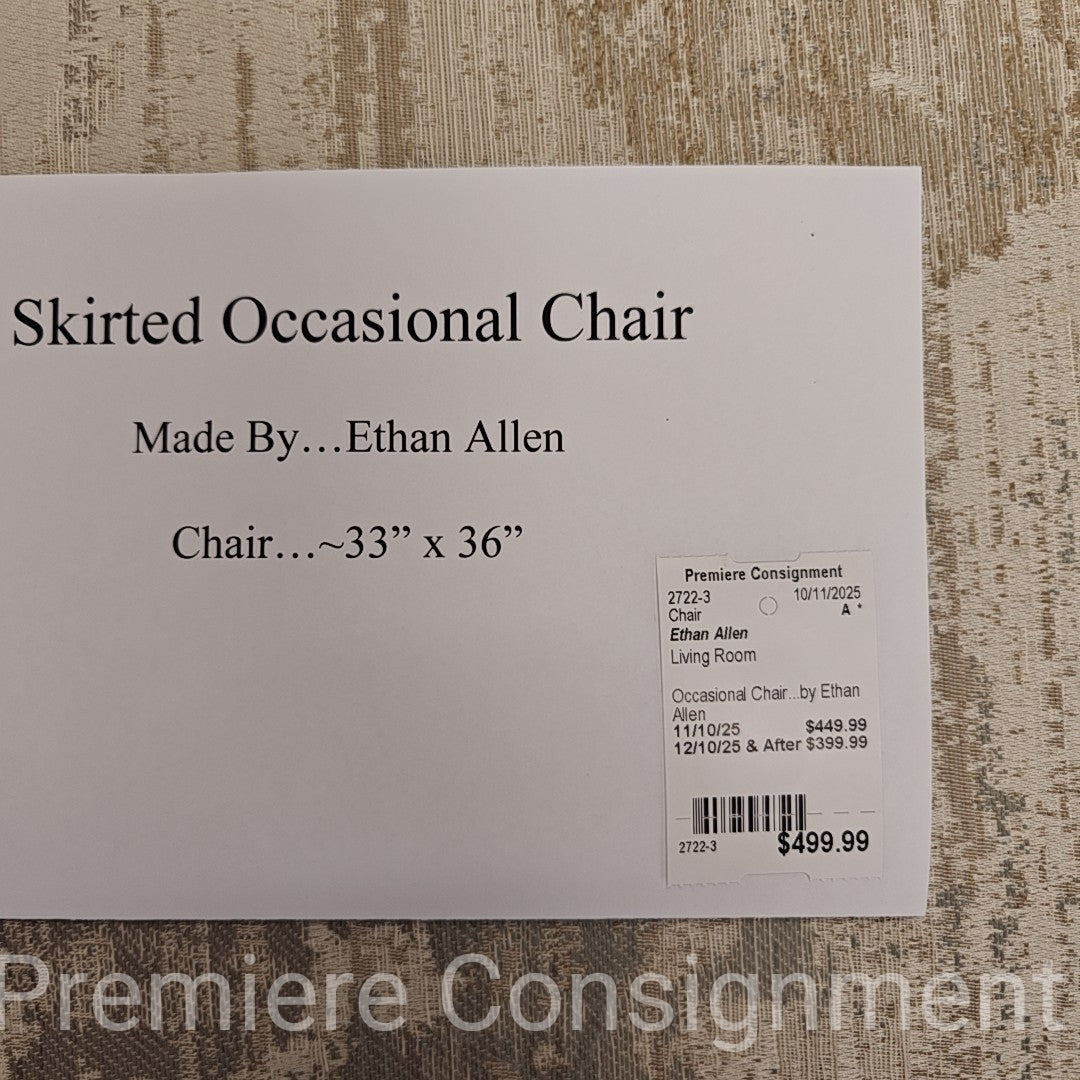 Skirted Occasional Chair
Made By…Ethan Allen
Chair…~33” x 36”
Premiere Consignment
2722-3 10/11/2025
Chair A *
Ethan Allen
Living Room
Occasional Chair...by Ethan
Allen
11/10/25 $449.99
12/10/25 & After $399.99
2722-3 $499.99
Premiere Consignment